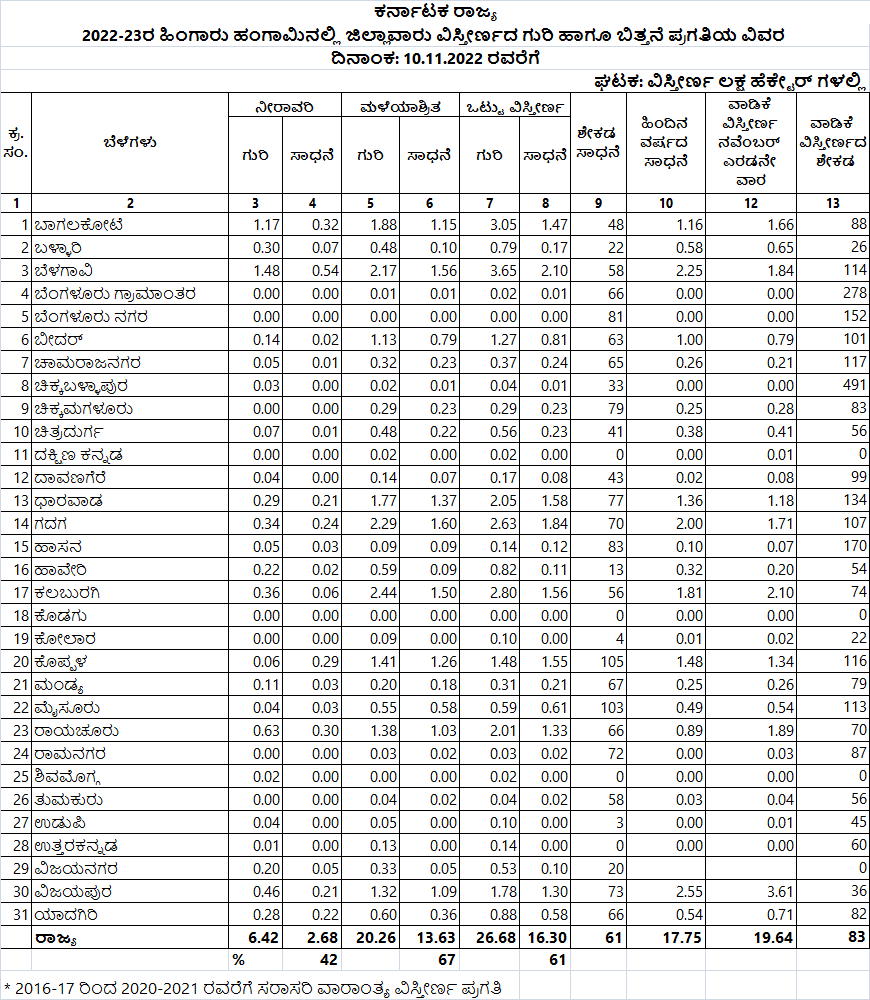 ಕರ್ನಾಟಕ ರಾಜ್ಯ
2022-23ರ ಹಿಂಗಾರು ಹಂಗಾಮಿನಲ್ಲಿ ಜಿಲ್ಲಾವಾರು ವಿಸ್ತೀರ್ಣದ ಗುರಿ ಹಾಗೂ ಬಿತ್ತನೆ ಪ್ರಗತಿಯ ವಿವರ
ದಿನಾಂಕ: 10.11.2022 ರವರೆಗೆ
ಘಟಕ: ವಿಸ್ತೀರ್ಣ ಲಕ್ಷ ಹೆಕ್ಟೇರ್ ಗಳಲ್ಲಿ
ಕ್ರ. ಸಂ. ಬೆಳೆಗಳು ನೀರಾವರಿ ಮಳೆಯಾಶ್ರಿತ ಒಟ್ಟು ವಿಸ್ತೀರ್ಣ ಶೇಕಡ ಸಾಧನೆ ಹಿಂದಿನ ವರ್ಷದ ಸಾಧನೆ ವಾಡಿಕೆ ವಿಸ್ತೀರ್ಣ ನವೆಂಬರ್ ಎರಡನೇ ವಾರ ವಾಡಿಕೆ ವಿಸ್ತೀರ್ಣದ ಶೇಕಡ
ಗುರಿ ಸಾಧನೆ ಗುರಿ ಸಾಧನೆ ಗುರಿ ಸಾಧನೆ
1 2 3 4 5 6 7 8 9 10 12 13
1 ಬಾಗಲಕೋಟೆ 1.17 0.32 1.88 1.15 3.05 1.47 48 1.16 1.66 88
2 ಬಳ್ಳಾರಿ 0.30 0.07 0.48 0.10 0.79 0.17 22 0.58 0.65 26
3 ಬೆಳಗಾವಿ 1.48 0.54 2.17 1.56 3.65 2.10 58 2.25 1.84 114
4 ಬೆಂಗಳೂರು ಗ್ರಾಮಾಂತರ 0.00 0.00 0.01 0.01 0.02 0.01 66 0.00 0.00 278
5 ಬೆಂಗಳೂರು ನಗರ 0.00 0.00 0.00 0.00 0.00 0.00 81 0.00 0.00 152
6 ಬೀದರ್ 0.14 0.02 1.13 0.79 1.27 0.81 63 1.00 0.79 101
7 ಚಾಮರಾಜನಗರ 0.05 0.01 0.32 0.23 0.37 0.24 65 0.26 0.21 117
8 ಚಿಕ್ಕಬಳ್ಳಾಪುರ 0.03 0.00 0.02 0.01 0.04 0.01 33 0.00 0.00 491
9 ಚಿಕ್ಕಮಗಳೂರು 0.00 0.00 0.29 0.23 0.29 0.23 79 0.25 0.28 83
10 ಚಿತ್ರದುರ್ಗ 0.07 0.01 0.48 0.22 0.56 0.23 41 0.38 0.41 56
11 ದಕ್ಷಿಣ ಕನ್ನಡ 0.00 0.00 0.02 0.00 0.02 0.00 0 0.00 0.01 0
12 ದಾವಣಗೆರೆ 0.04 0.00 0.14 0.07 0.17 0.08 43 0.02 0.08 99
13 ಧಾರವಾಡ 0.29 0.21 1.77 1.37 2.05 1.58 77 1.36 1.18 134
14 ಗದಗ 0.34 0.24 2.29 1.60 2.63 1.84 70 2.00 1.71 107
15 ಹಾಸನ 0.05 0.03 0.09 0.09 0.14 0.12 83 0.10 0.07 170
16 ಹಾವೇರಿ 0.22 0.02 0.59 0.09 0.82 0.11 13 0.32 0.20 54
17 ಕಲಬುರಗಿ 0.36 0.06 2.44 1.50 2.80 1.56 56 1.81 2.10 74
18 ಕೊಡಗು 0.00 0.00 0.00 0.00 0.00 0.00 0 0.00 0.00 0
19 ಕೋಲಾರ 0.00 0.00 0.09 0.00 0.10 0.00 4 0.01 0.02 22
20 ಕೊಪ್ಪಳ 0.06 0.29 1.41 1.26 1.48 1.55 105 1.48 1.34 116
21 ಮಂಡ್ಯ 0.11 0.03 0.20 0.18 0.31 0.21 67 0.25 0.26 79
22 ಮೈಸೂರು 0.04 0.03 0.55 0.58 0.59 0.61 103 0.49 0.54 113
23 ರಾಯಚೂರು 0.63 0.30 1.38 1.03 2.01 1.33 66 0.89 1.89 70
24 ರಾಮನಗರ 0.00 0.00 0.03 0.02 0.03 0.02 72 0.00 0.03 87
25 ಶಿವಮೊಗ್ಗ 0.02 0.00 0.00 0.00 0.02 0.00 0 0.00 0.00 0
26 ತುಮಕುರು 0.00 0.00 0.04 0.02 0.04 0.02 58 0.03 0.04 56
27 ಉಡುಪಿ 0.04 0.00 0.05 0.00 0.10 0.00 3 0.00 0.01 45
28 ಉತ್ತರಕನ್ನಡ 0.01 0.00 0.13 0.00 0.14 0.00 0 0.00 0.00 60
29 ವಿಜಯನಗರ 0.20 0.05 0.33 0.05 0.53 0.10 20 0
30 ವಿಜಯಪುರ 0.46 0.21 1.32 1.09 1.78 1.30 73 2.55 3.61 36
31 ಯಾದಗಿರಿ 0.28 0.22 0.60 0.36 0.88 0.58 66 0.54 0.71 82
ರಾಜ್ಯ 6.42 2.68 20.26 13.63 26.68 16.30 61 17.75 19.64 83
% 42 67 61
* 2016-17 ರಿಂದ 2020-2021 ರವರೆಗೆ ಸರಾಸರಿ ವಾರಾಂತ್ಯ ವಿಸ್ತೀರ್ಣ ಪ್ರಗತಿ